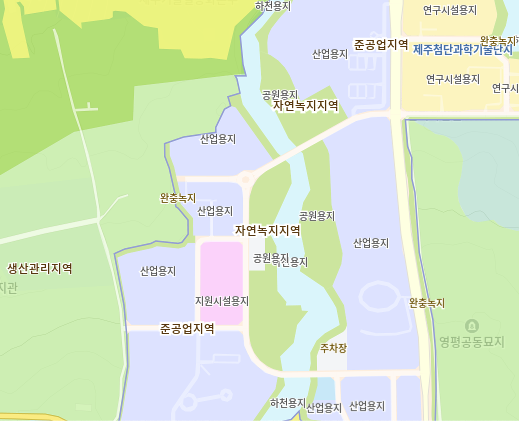 하천용지
연구시설용지
준공업지역
완충녹지
제주첨단과학기술단지
산업용지
연구시설용지
연구시
공원용지
자연녹지지역
산업용지
완충녹지
산업용지
공원용지
자연녹지지역
산업용지
공원용지
하천용지
생산관리지역
산업용지
지관
지원시설용지
완충녹지
준공업지역
영평공동묘지
주차장
하천용지
산업용지
산업용지